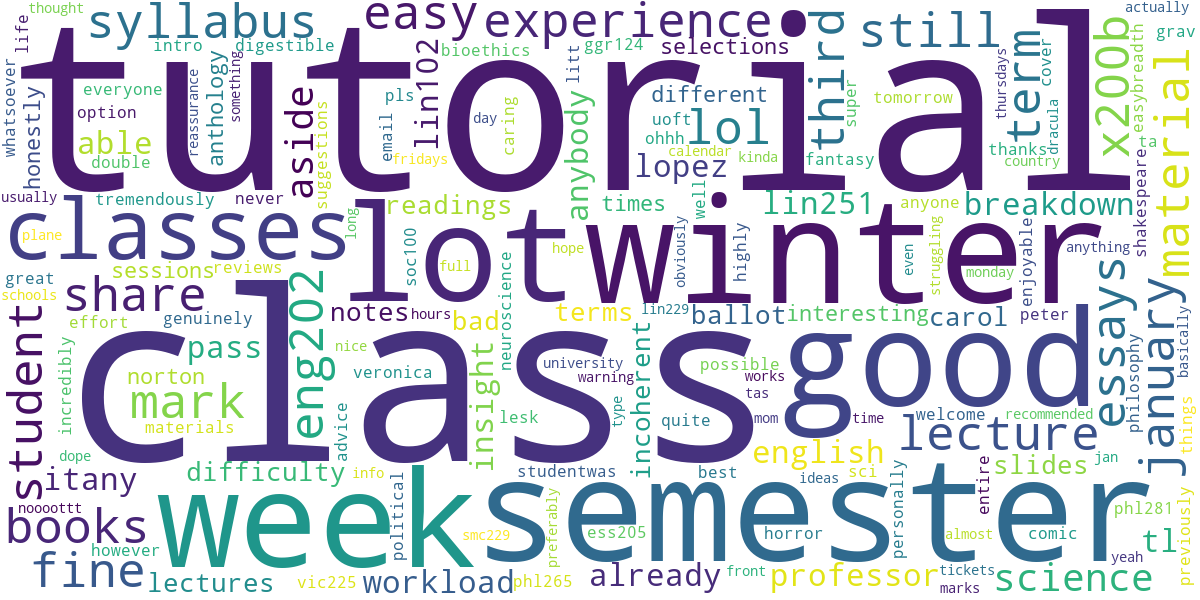 thought
life
syllabus
easy
experience
still
actually
grav
intro
digestible
bioethics
ggr124
selections
third
term
cover
x200b
easybreadth
material
whatsoever
honestly
everyone
option
able
double
reassurance
anthology
something
aside
suggestions
tutorial
pls
email
fridays
lin102
day
caring
litt
anybody
different
uoft
ohhh
lol
calendar
kinda
lopez
super
fantasy
tomorrow
thursdays
thanks
country
dracula
ta
shakespeare
usually
tremendously
never
classes
plane
long
lot
readings
times
winter
well
obviously
highly
lin251
anyone
breakdown
even
struggling
monday
enjoyable
anything
great
schools
sessions
reviews
share
soc100
full
hope
neuroscience
student
effort
genuinely
eng202
notes
hours
bad
terms
lin229
ballot
interesting
carol
peter
essays
january
basically
philosophy
incredibly
pass
norton
mark
materials
class
nice
veronica
advice
insight
lesk
university
warning
type
incoherent
quite
possible
works
tas
mom
time
good
welcome
recommended
lecture
things
dope
itany
difficulty
info
studentwas
best
ideas
english
sci
personally
entire
slides
jan
phl281
previously
noooottt
books
however
week
political
smc229
preferably
semester
ess205
horror
almost
comic
tl
yeah
fine
lectures
vic225
workload
phl265
already
front
professor
tickets
marks
science